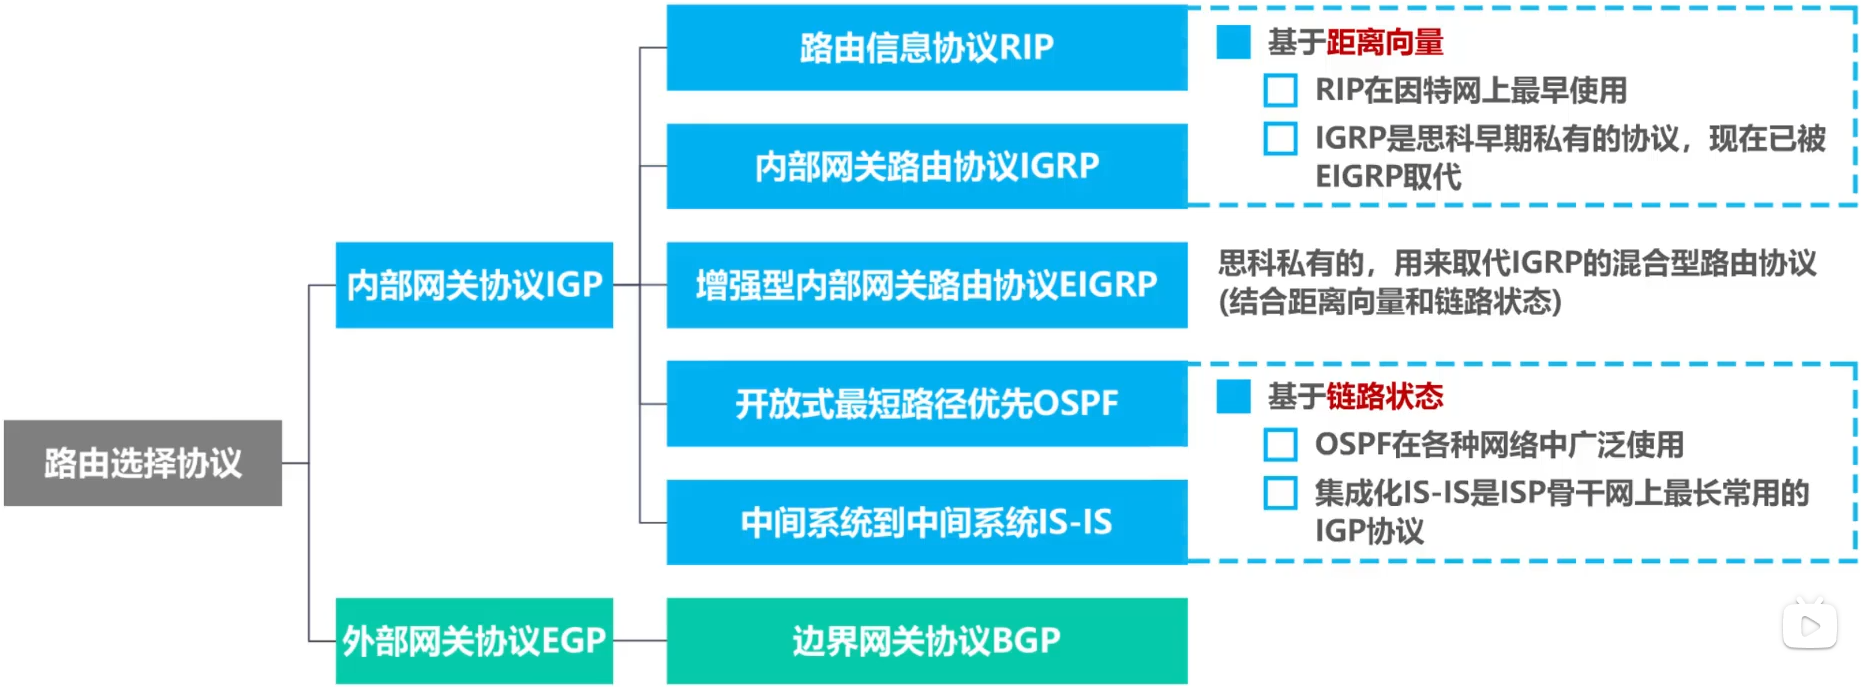 路由信息协议RIP
基于距离向量
RIP在因特网上最早使用
IGRP是思科早期私有的协议，现在已被
EIGRP取代
内部网关路由协议IGRP
内部网关协议IGP
增强型内部网关路由协议EIGRP
思科私有的，用来取代IGRP的混合型路由协议
(结合距离向量和链路状态)
开放式最短路径优先OSPF
基于链路状态
OSPF在各种网络中广泛使用
集成化IS-IS是ISP骨干网上最长常用的
IGP协议
路由选择协议
中间系统到中间系统IS-IS
外部网关协议EGP
边界网关协议BGP